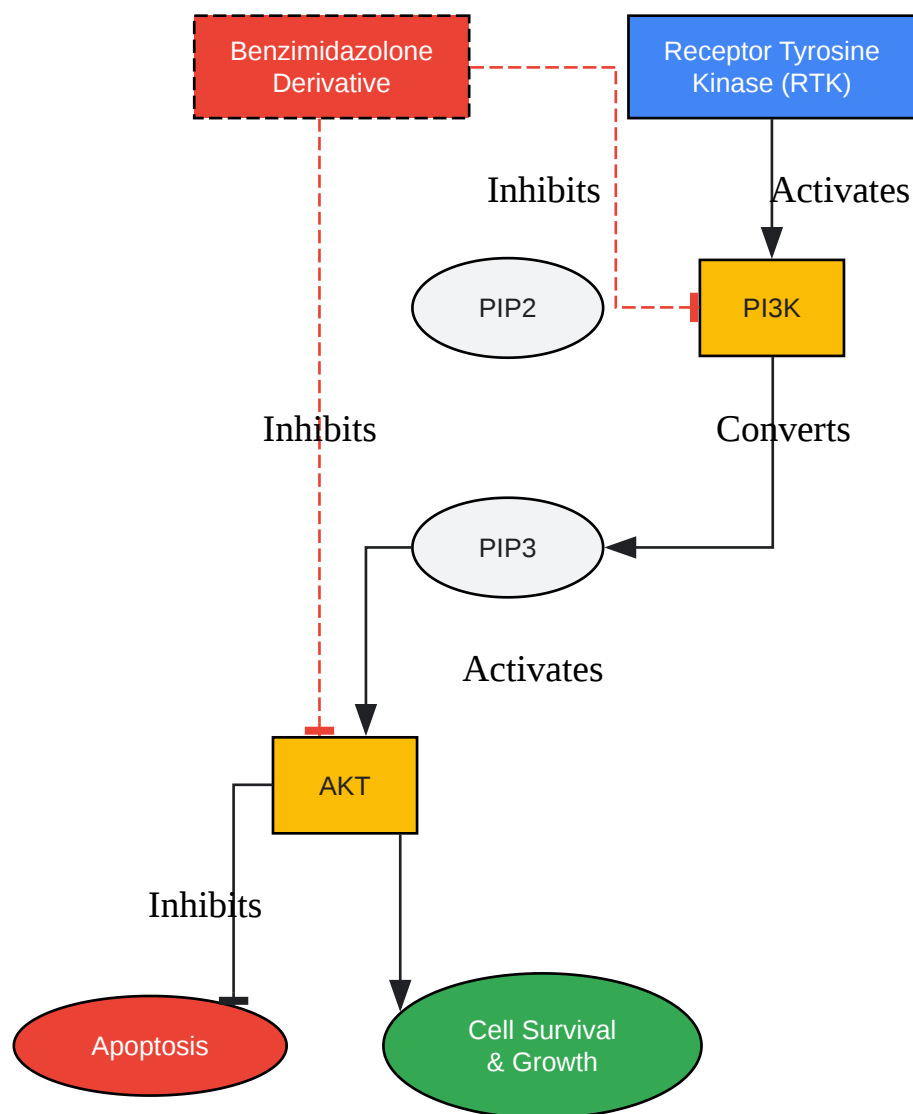 Benzimidazolone
Derivative
Receptor Tyrosine
Kinase (RTK)
Inhibits
Activates
PIP2
PI3K
Inhibits
Converts
PIP3
Activates
AKT
Inhibits
Apoptosis
Cell Survival
& Growth